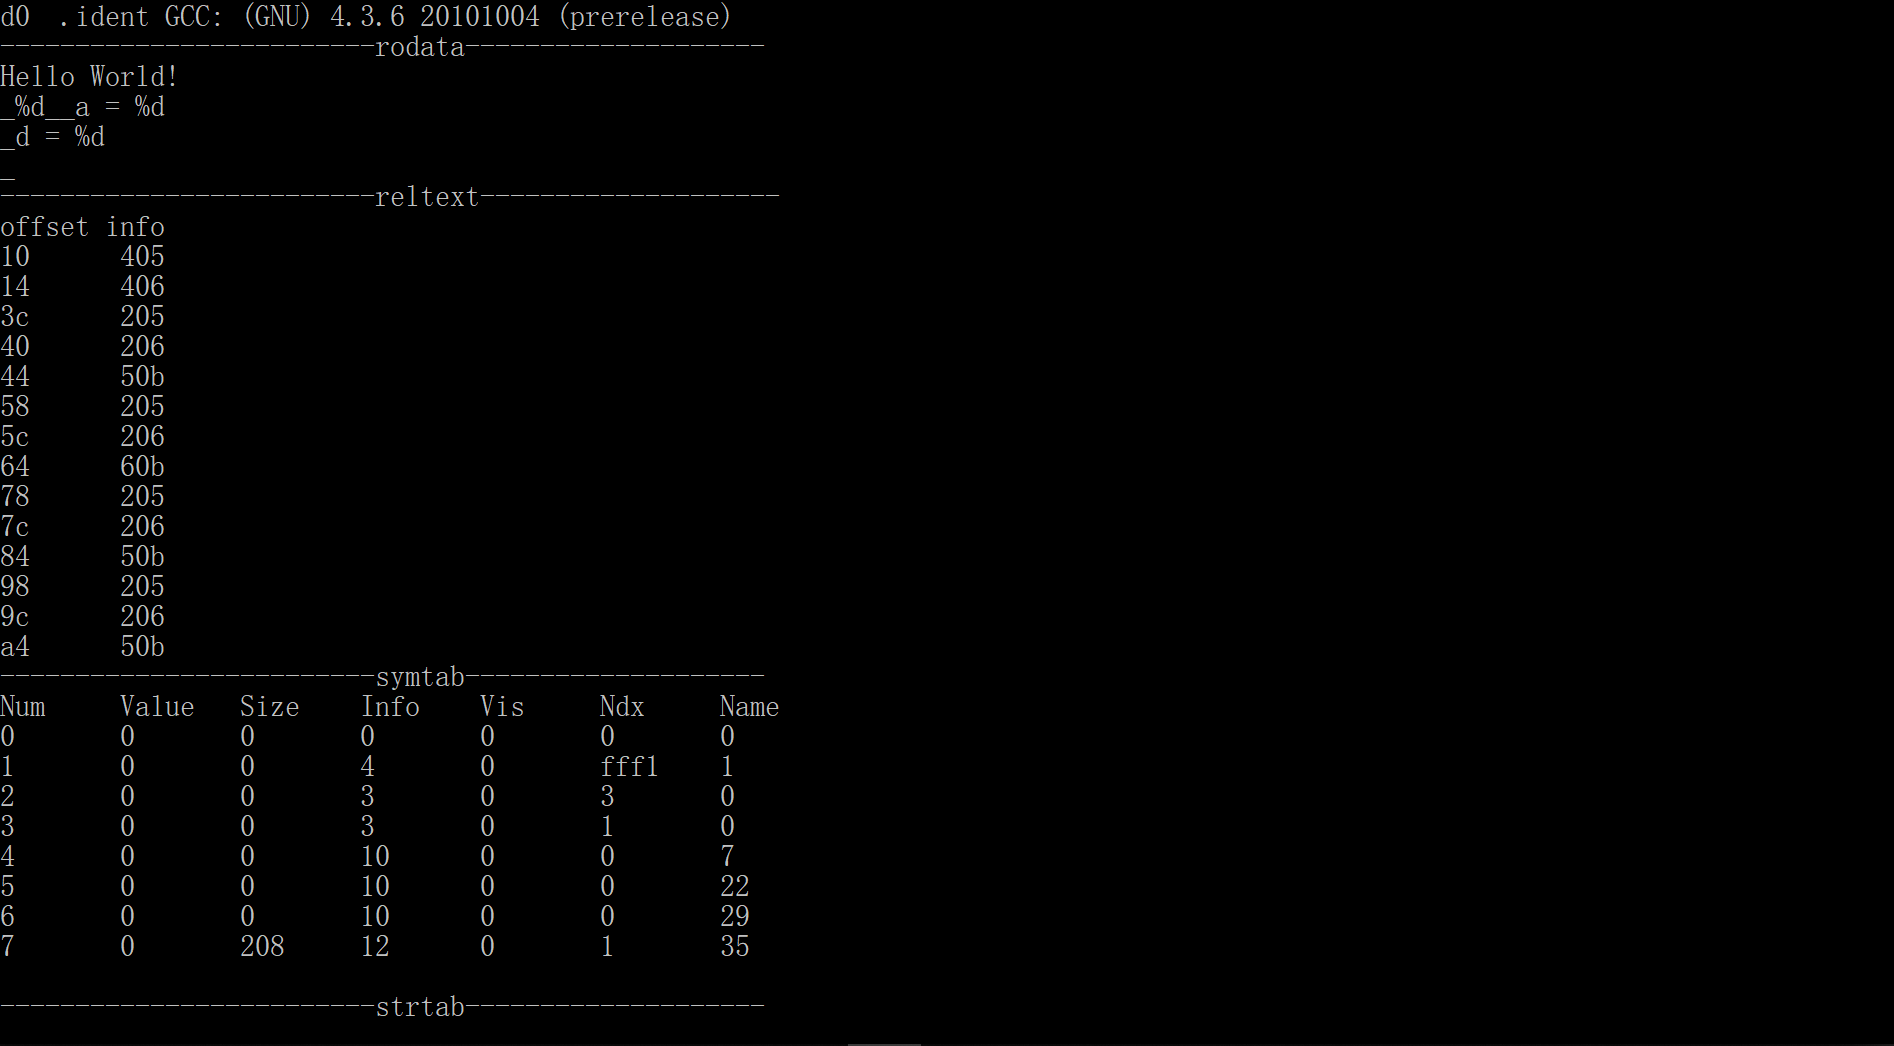 d0  .ident GCC: (GNU) 4.3.6 20101004 (prerelease)
-------------------------rodata--------------------
Hello World!
_%d__a = %d
_d = %d
_
-------------------------reltext--------------------
offset info
10      405
14      406
3c      205
40      206
44      50b
58      205
5c      206
64      60b
78      205
7c      206
84      50b
98      205
9c      206
a4      50b
-------------------------symtab--------------------
Num     Value   Size    Info    Vis     Ndx     Name
0       0       0       0       0       0       0
1       0       0       4       0       fff1    1
2       0       0       3       0       3       0
3       0       0       3       0       1       0
4       0       0       10      0       0       7
5       0       0       10      0       0       22
6       0       0       10      0       0       29
7       0       208     12      0       1       35
-------------------------strtab--------------------